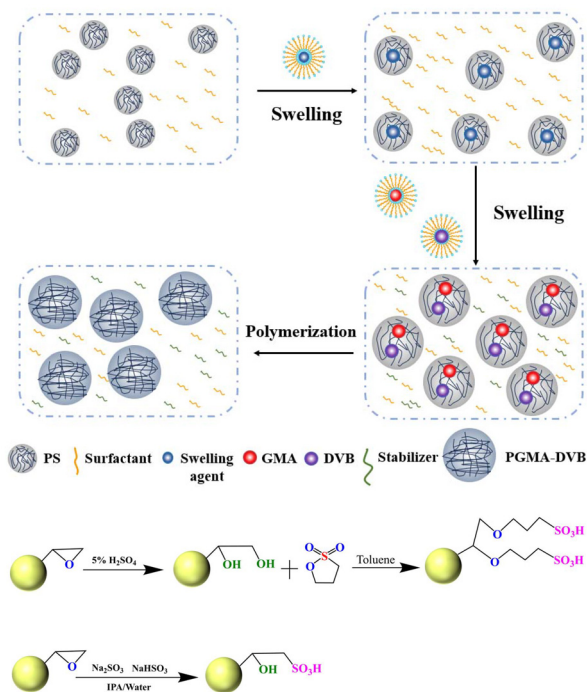 Swelling
Swelling
Polymerization
PS Surfactant Swelling agent GMA DVB Stabilizer PGMA-DVB
O
5% H₂SO₄
OH
OH
+
O
O
S
O
Toluene
O
SO₃H
O
SO₃H
O
Na₂SO₃ NaHSO₃
IPA/Water
OH
SO₃H